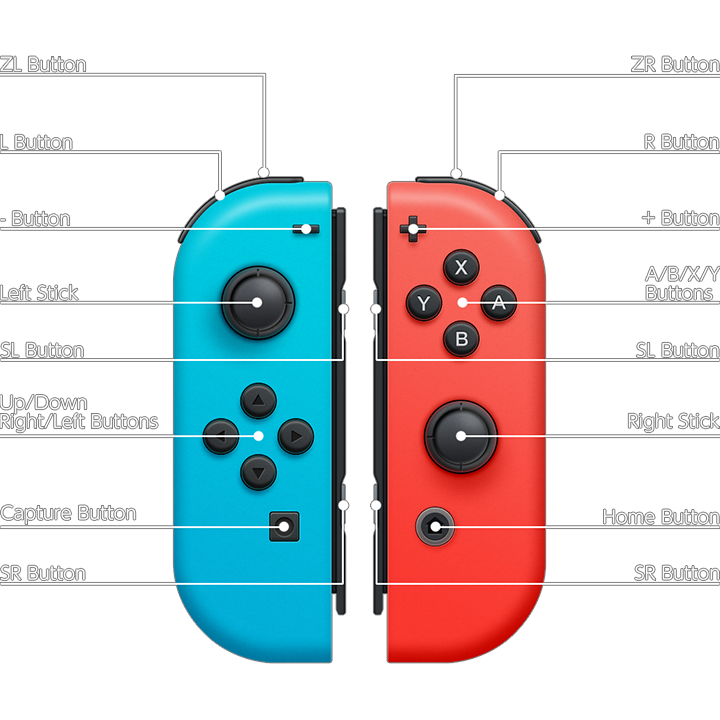 ZL Button
L Button
- Button
Left Stick
SL Button
Up/Down
Right/Left Buttons
Capture Button
SR Button
X
Y
A
B
ZR Button
R Button
+ Button
A/B/X/Y
Buttons
SL Button
Right Stick
Home Button
SR Button